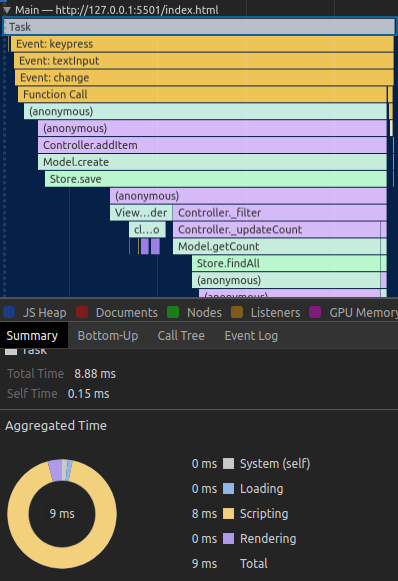 Main — http://127.0.0.1:5501/index.html
Task
Event: keypress
Event: textInput
Event: change
Function Call
(anonymous)
(anonymous)
Controller.addItem
Model.create
Store.save
(anonymous)
View…der Controller._filter
cl…o Controller._updateCount
Model.getCount
Store.findAll
(anonymous)
(anonymous)
JS Heap Documents Nodes Listeners GPU Memory
Summary Bottom-Up Call Tree Event Log
Task
Total Time 8.88 ms
Self Time 0.15 ms
Aggregated Time
9 ms
0 ms System (self)
0 ms Loading
8 ms Scripting
0 ms Rendering
9 ms Total